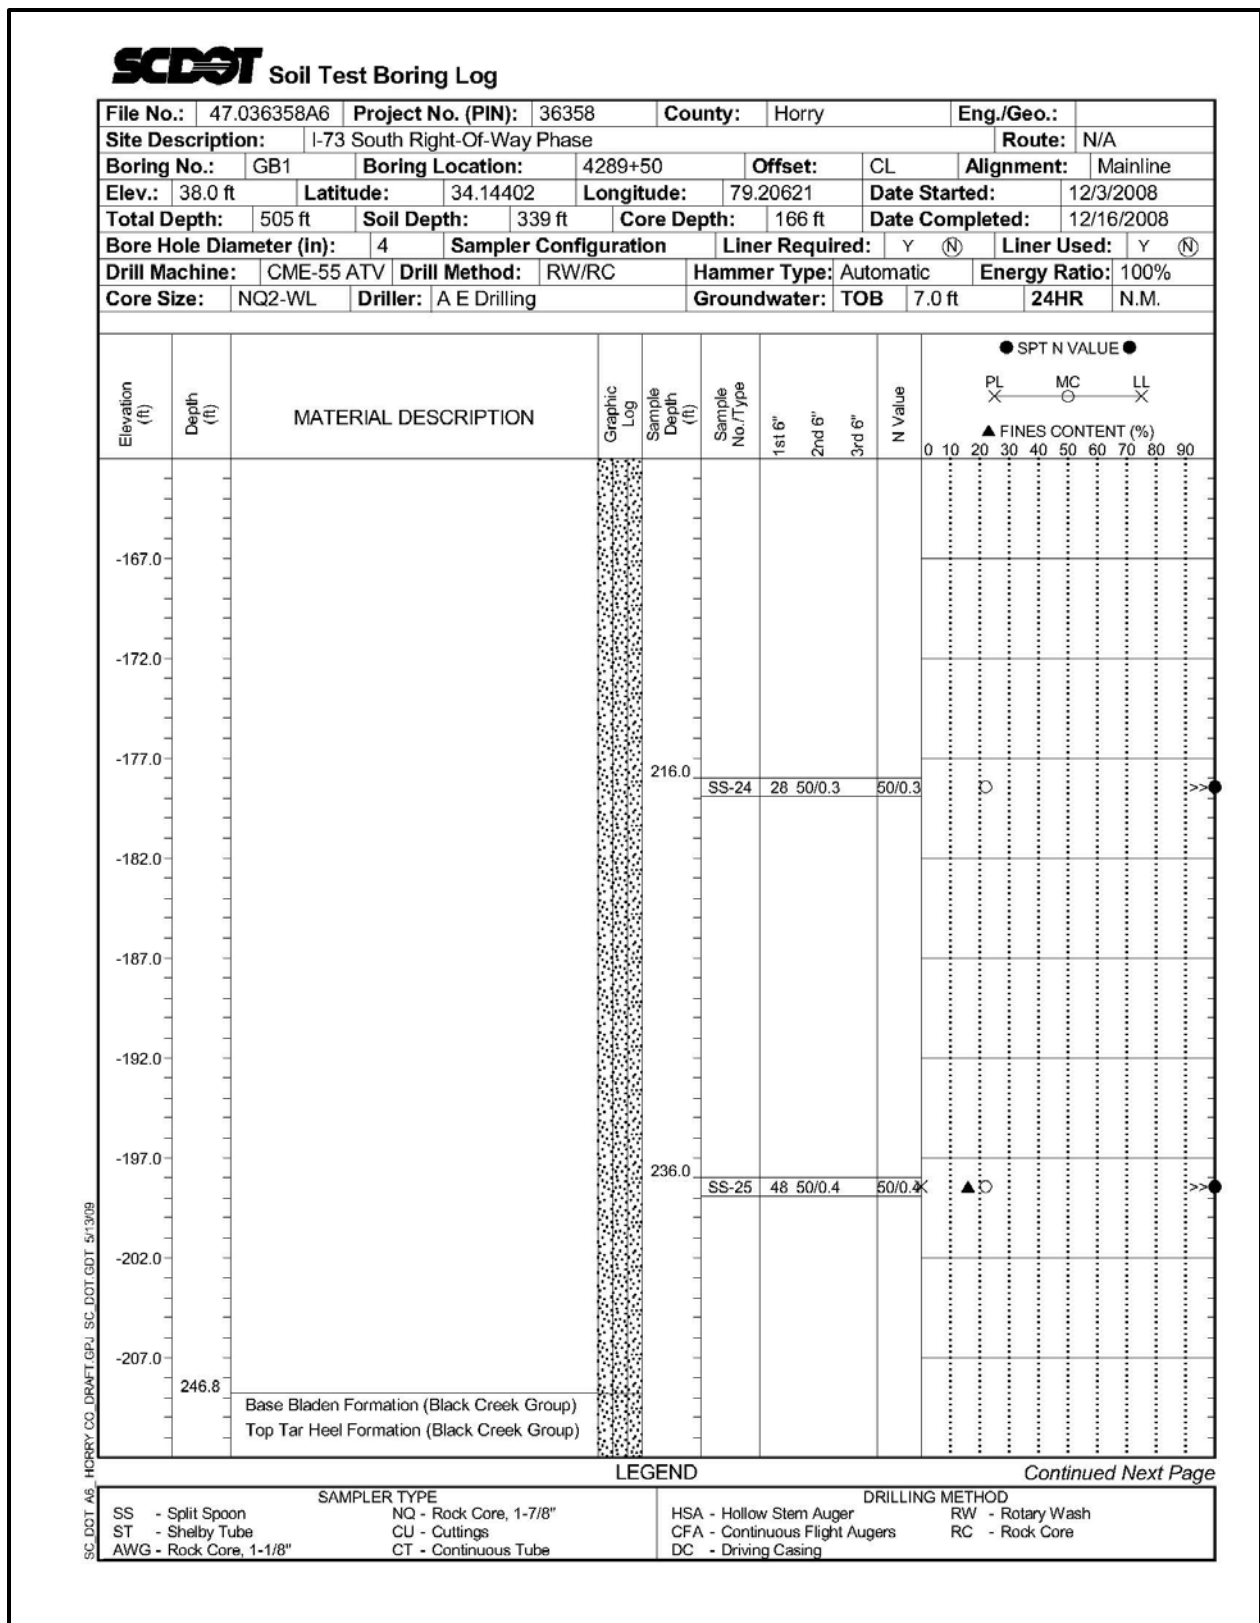 SCDOT Soil Test Boring Log
File No.: 47.036358A6 Project No. (PIN): 36358 County: Horry Eng./Geo.:
Site Description: I-73 South Right-Of-Way Phase Route: N/A
Boring No.: GB1 Boring Location: 4289+50 Offset: CL Alignment: Mainline
Elev.: 38.0 ft Latitude: 34.14402 Longitude: 79.20621 Date Started: 12/3/2008
Total Depth: 505 ft Soil Depth: 339 ft Core Depth: 166 ft Date Completed: 12/16/2008
Bore Hole Diameter (in): 4 Sampler Configuration Liner Required: Y N Liner Used: Y N
Drill Machine: CME-55 ATV Drill Method: RW/RC Hammer Type: Automatic Energy Ratio: 100%
Core Size: NQ2-WL Driller: A E Drilling Groundwater: TOB 7.0 ft 24HR N.M.
Elevation (ft)
Depth (ft)
MATERIAL DESCRIPTION
Graphic Log
Sample Depth (ft)
Sample No./Type
1st 6"
2nd 6"
3rd 6"
N Value
● SPT N VALUE ●
PL MC LL
▲ FINES CONTENT (%)
0 10 20 30 40 50 60 70 80 90
-167.0
-172.0
-177.0
216.0
SS-24 28 50/0.3 50/0.3 >>
-182.0
-187.0
-192.0
-197.0
236.0
SS-25 48 50/0.4 50/0.4 >>
-202.0
-207.0
246.8
Base Bladen Formation (Black Creek Group)
Top Tar Heel Formation (Black Creek Group)
SC_DOT A6_ HORRY CO_DRAFT.GPJ SC_DOT.GDT 5/13/09
LEGEND
Continued Next Page
SAMPLER TYPE DRILLING METHOD
SS - Split Spoon NQ - Rock Core, 1-7/8" HSA - Hollow Stem Auger RW - Rotary Wash
ST - Shelby Tube CU - Cuttings CFA - Continuous Flight Augers RC - Rock Core
AWG - Rock Core, 1-1/8" CT - Continuous Tube DC - Driving Casing